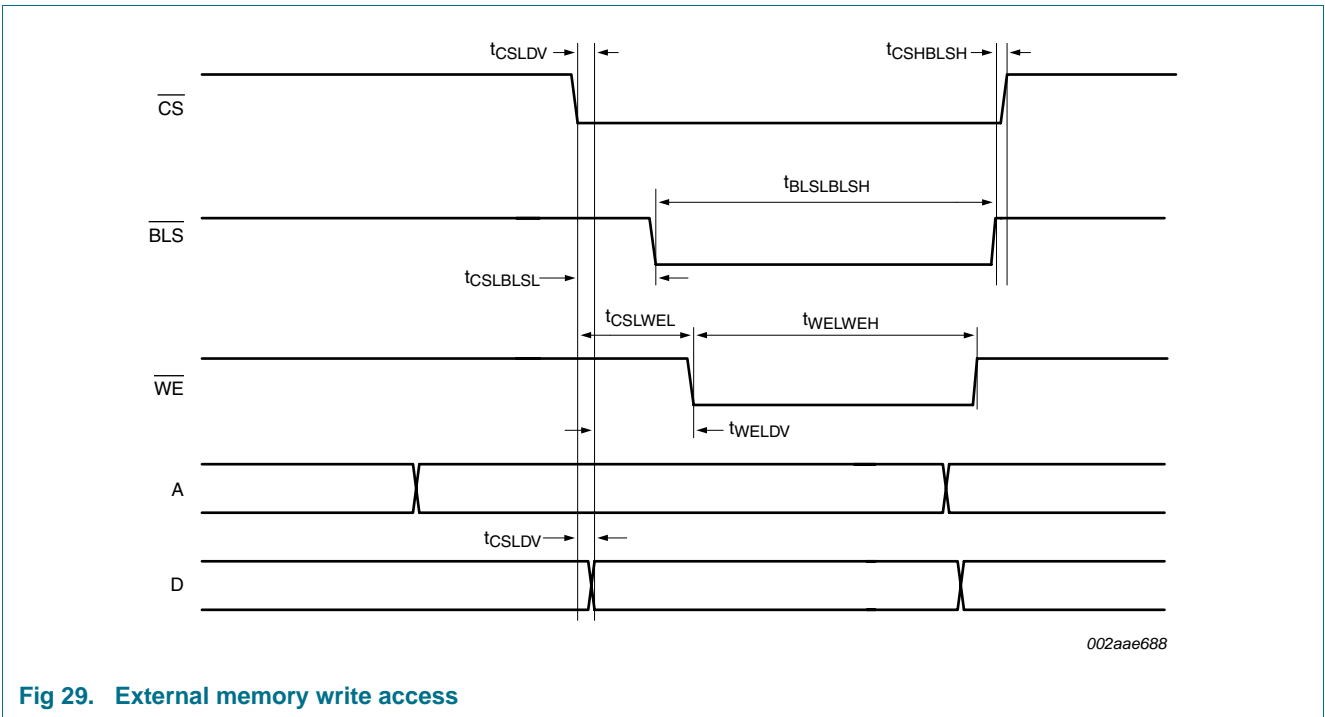 tCSLDV
tCSHBLSH
CS
tBLSLBLSH
BLS
tCSLBLSL
tCSLWEL
tWELWEH
WE
tWELDV
A
tCSLDV
D
002aae688
Fig 29. External memory write access